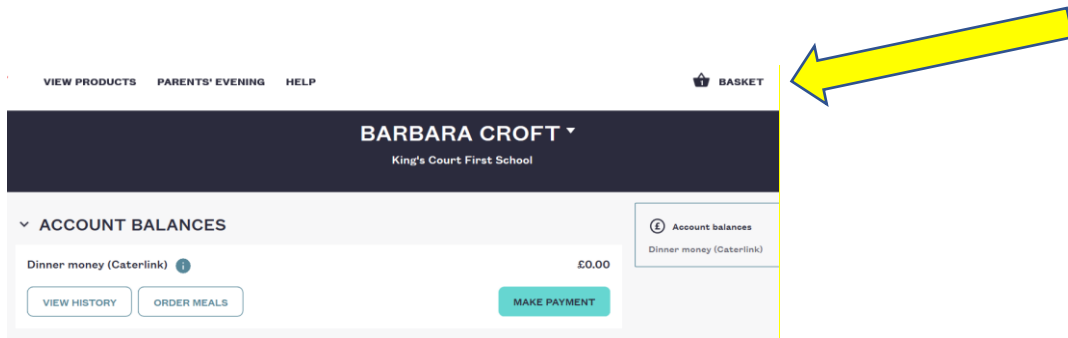 VIEW PRODUCTS PARENTS' EVENING HELP 1 BASKET
BARBARA CROFT
King's Court First School
ACCOUNT BALANCES
£ Account balances
Dinner money (Caterlink)
Dinner money (Caterlink) i £0.00
VIEW HISTORY ORDER MEALS MAKE PAYMENT